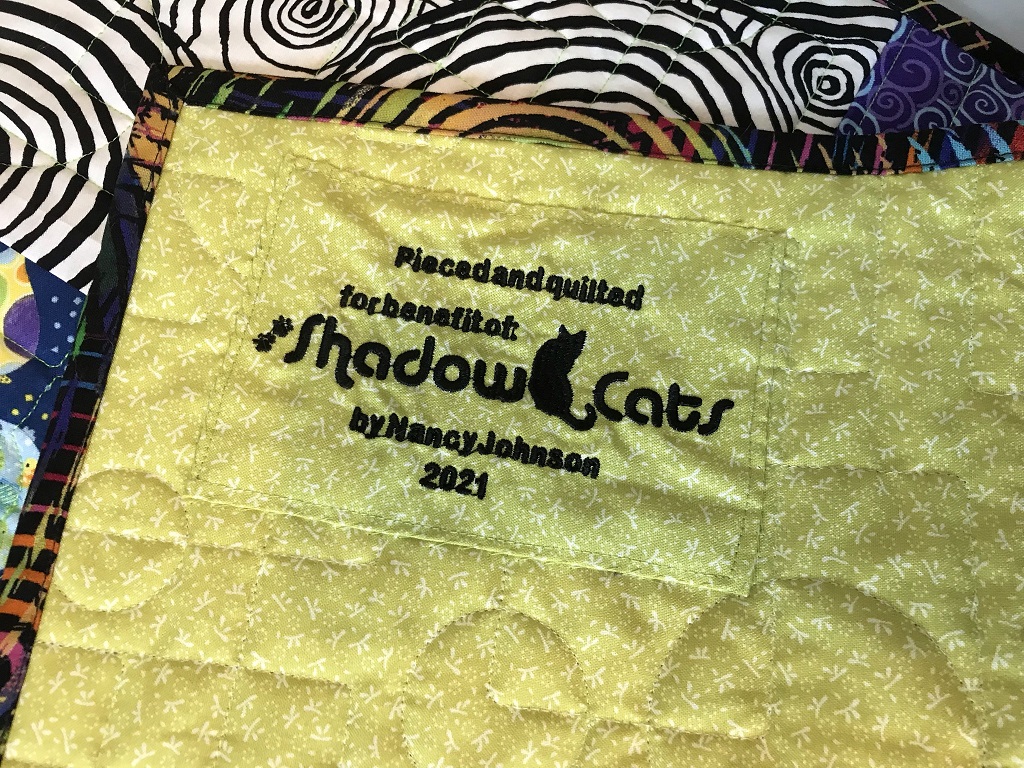 Pieced and quilted
for benefit of:
Shadow Cats
by Nancy Johnson
2021